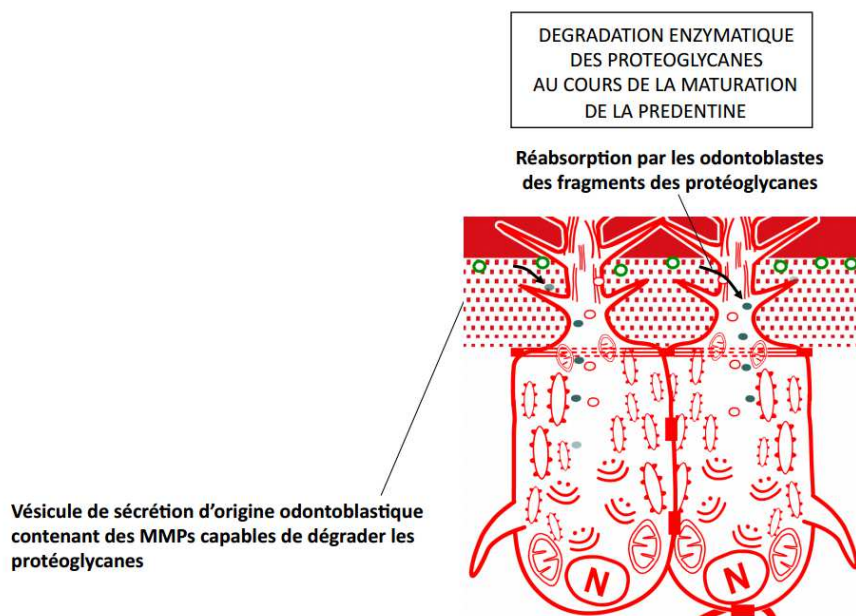 DEGRADATION ENZYMATIQUE
DES PROTEOGLYCANES
AU COURS DE LA MATURATION
DE LA PREDENTINE
Réabsorption par les odontoblastes
des fragments des protéoglycanes
Vésicule de sécrétion d’origine odontoblastique
contenant des MMPs capables de dégrader les
protéoglycanes
N
N